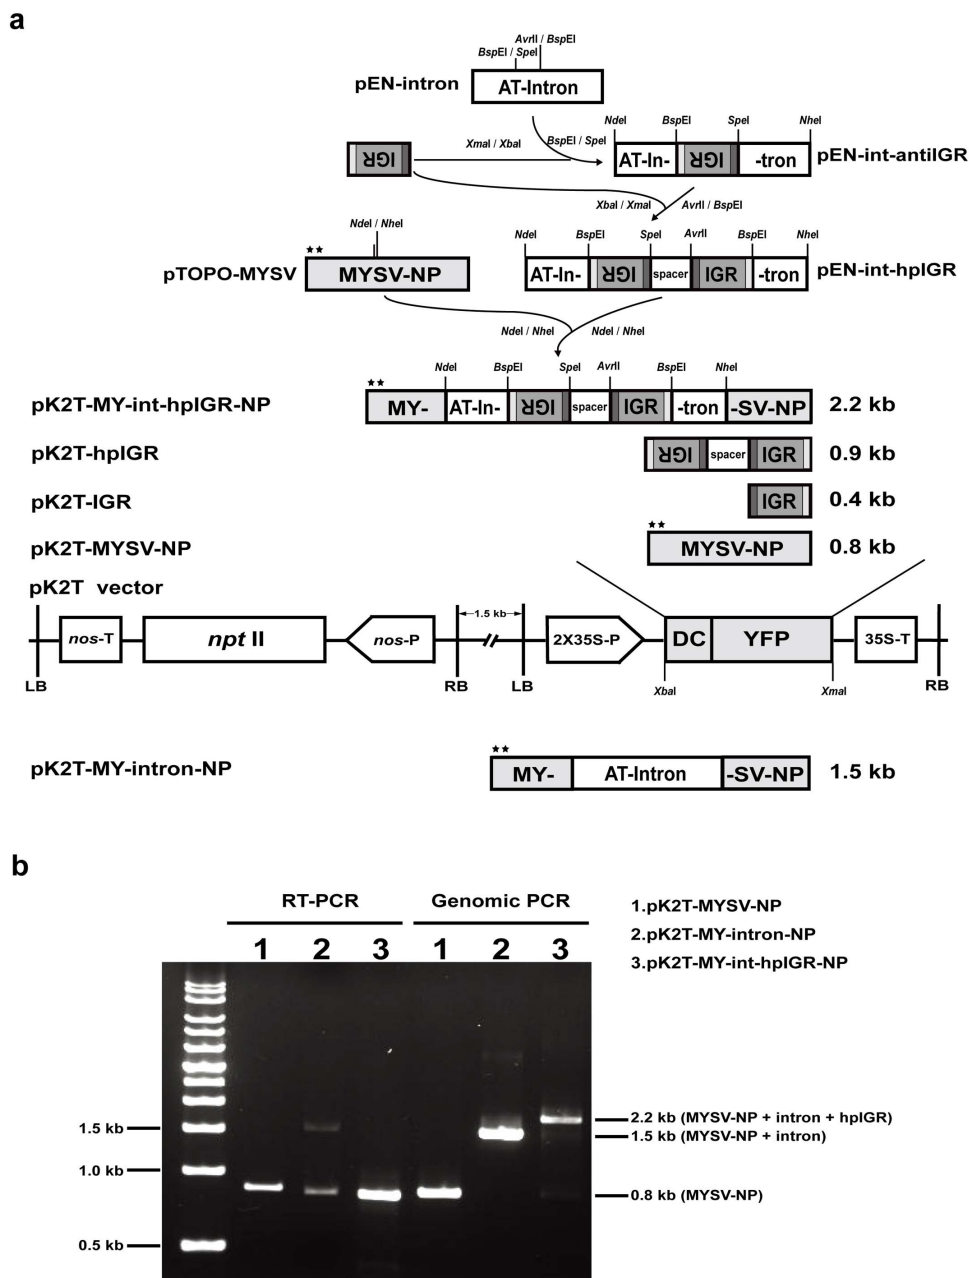 a
AvrII / BspEI
BspEI / SpeI
pEN-intron
AT-Intron
NdeI BspEI SpeI NheI
XmaI / XbaI
BspEI / SpeI
IGR
AT-In- IGR -tron
pEN-int-antiIGR
XbaI / XmaI
AvrII / BspEI
NdeI / NheI
NdeI BspEI SpeI AvrII BspEI NheI
★★
pTOPO-MYSV
MYSV-NP
AT-In- IGR spacer IGR -tron
pEN-int-hpIGR
NdeI / NheI
NdeI / NheI
NdeI BspEI SpeI AvrII BspEI NheI
★★
pK2T-MY-int-hpIGR-NP
MY- AT-In- IGR spacer IGR -tron -SV-NP
2.2 kb
pK2T-hpIGR
IGR spacer IGR
0.9 kb
pK2T-IGR
IGR
0.4 kb
★★
pK2T-MYSV-NP
MYSV-NP
0.8 kb
pK2T vector
1.5 kb
nos-T npt II nos-P 2X35S-P DC YFP 35S-T
LB RB LB RB
XbaI XmaI
★★
pK2T-MY-intron-NP
MY- AT-Intron -SV-NP
1.5 kb
b
RT-PCR Genomic PCR
1 2 3 1 2 3
1.pK2T-MYSV-NP
2.pK2T-MY-intron-NP
3.pK2T-MY-int-hpIGR-NP
1.5 kb
1.0 kb
0.5 kb
2.2 kb (MYSV-NP + intron + hpIGR)
1.5 kb (MYSV-NP + intron)
0.8 kb (MYSV-NP)